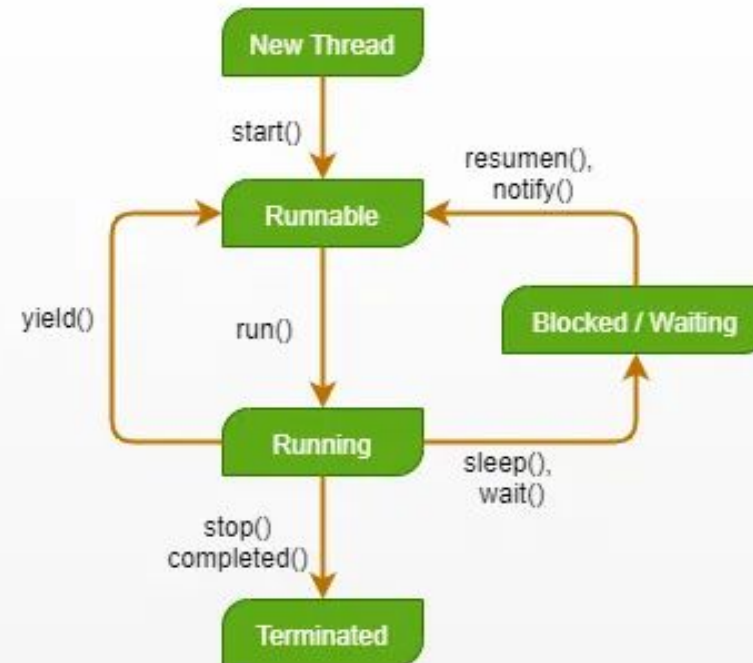 New Thread
start()
resumen(),
notify()
Runnable
yield()
run()
Blocked / Waiting
Running
sleep(),
wait()
stop()
completed()
Terminated